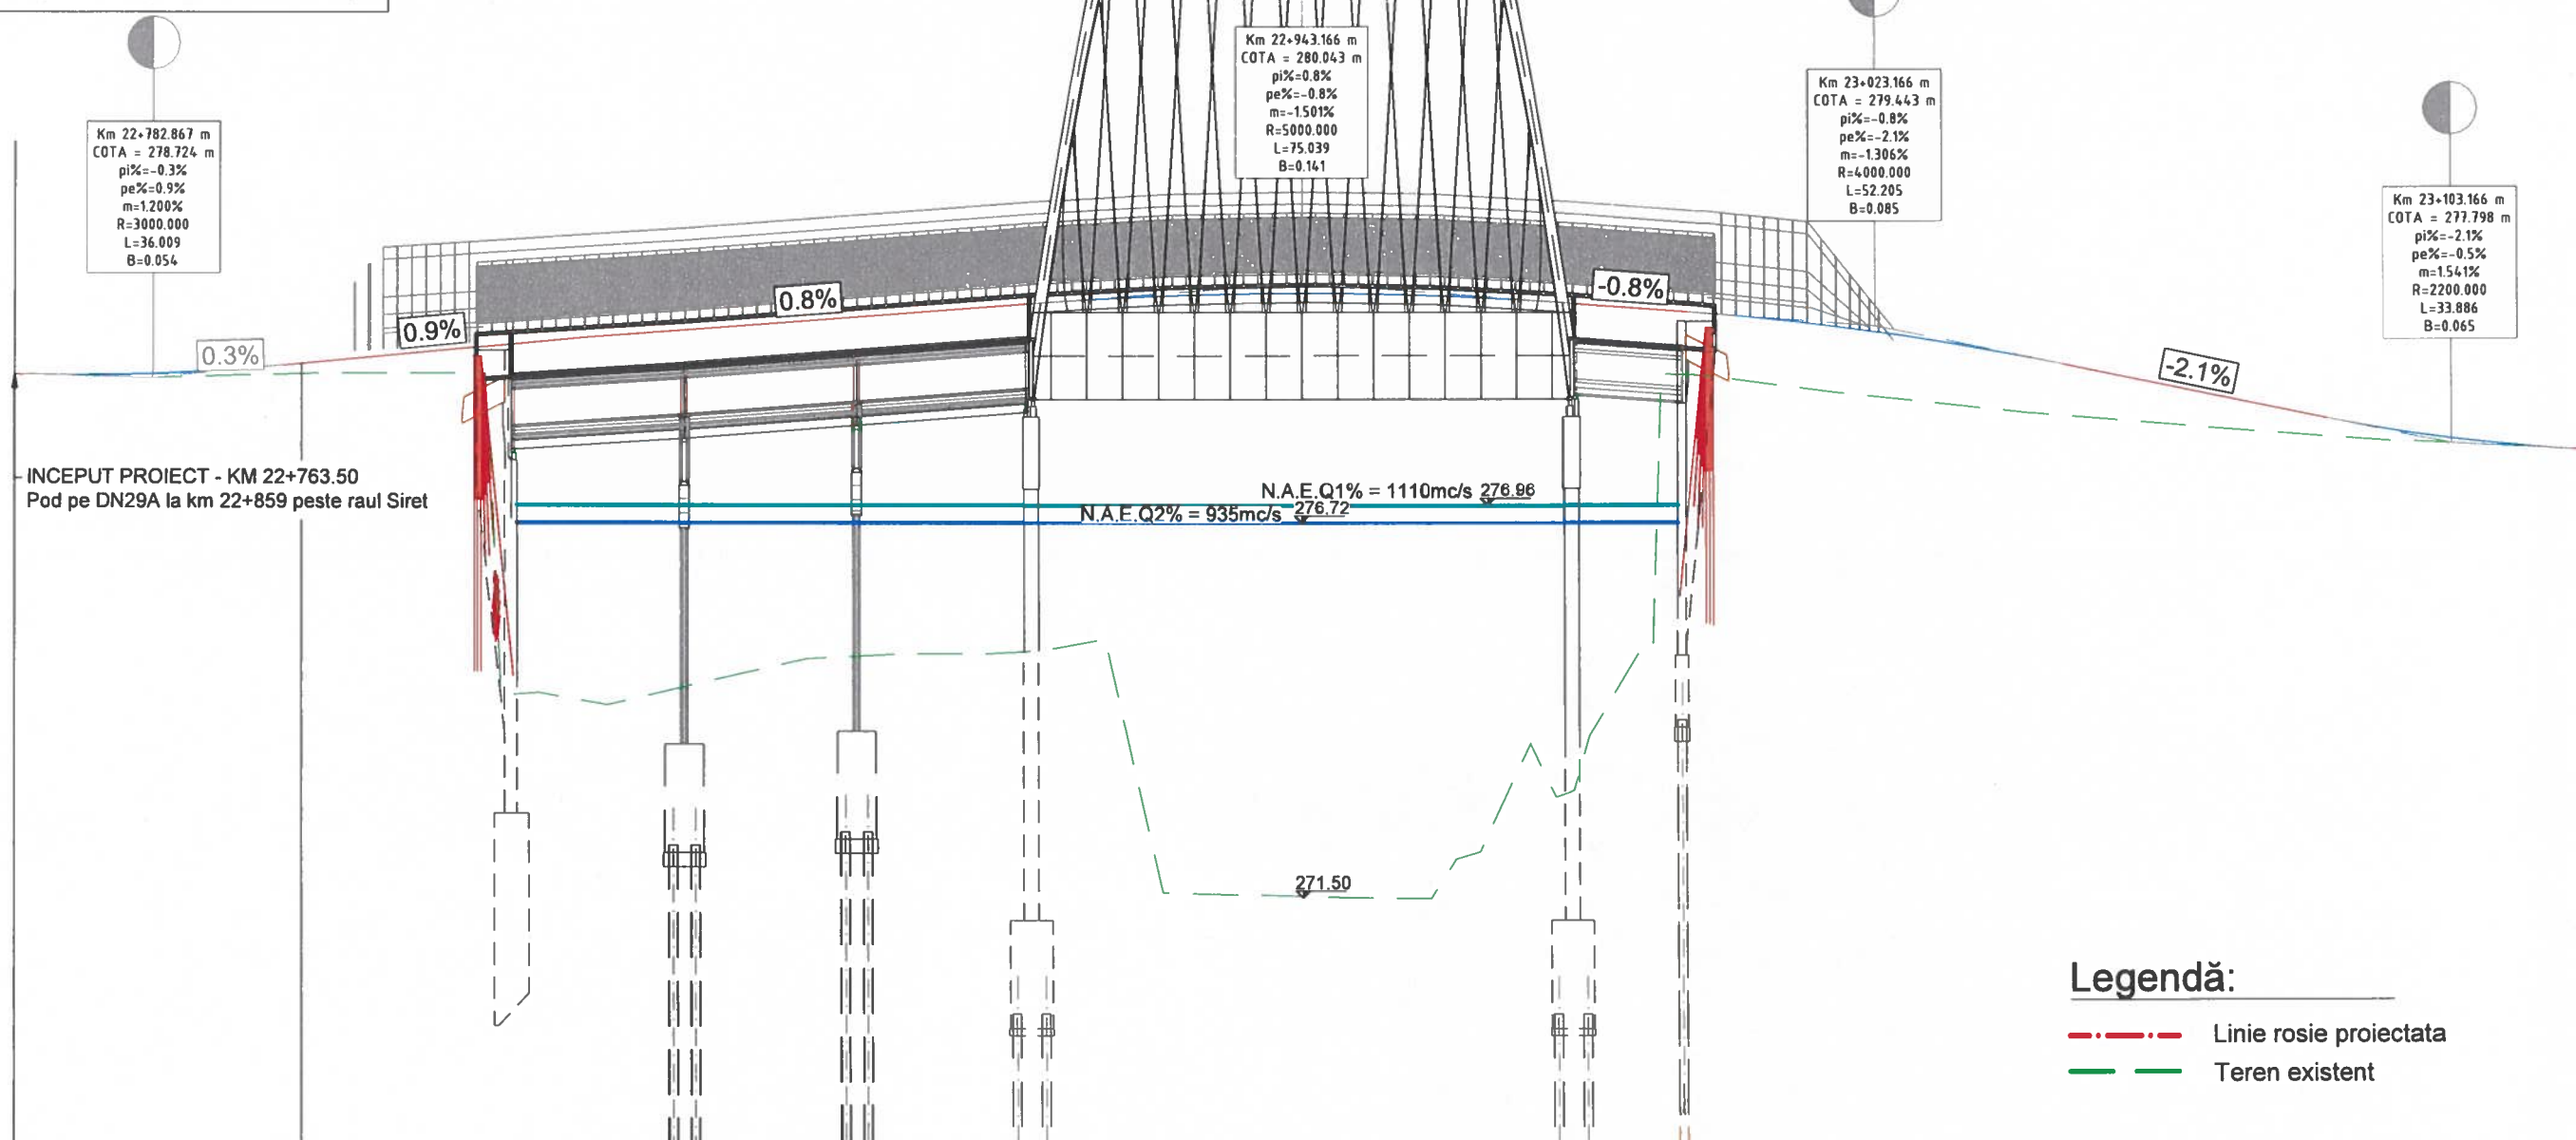 Km 22+782.867 m
COTA = 278.724 m
pi%=-0.3%
pe%=0.9%
m=1.200%
R=3000.000
L=36.009
B=0.054
Km 22+943.166 m
COTA = 280.043 m
pi%=0.8%
pe%=-0.8%
m=-1.501%
R=5000.000
L=75.039
B=0.141
Km 23+023.166 m
COTA = 279.443 m
pi%=-0.8%
pe%=-2.1%
m=-1.306%
R=4000.000
L=52.205
B=0.085
Km 23+103.166 m
COTA = 277.798 m
pi%=-2.1%
pe%=-0.5%
m=1.541%
R=2200.000
L=33.886
B=0.065
0.3%
0.9%
0.8%
-0.8%
-2.1%
INCEPUT PROIECT - KM 22+763.50
Pod pe DN29A la km 22+859 peste raul Siret
N.A.E.Q1% = 1110mc/s 276.96
N.A.E.Q2% = 935mc/s 276.72
271.50
Legendă:
Linie rosie proiectata
Teren existent